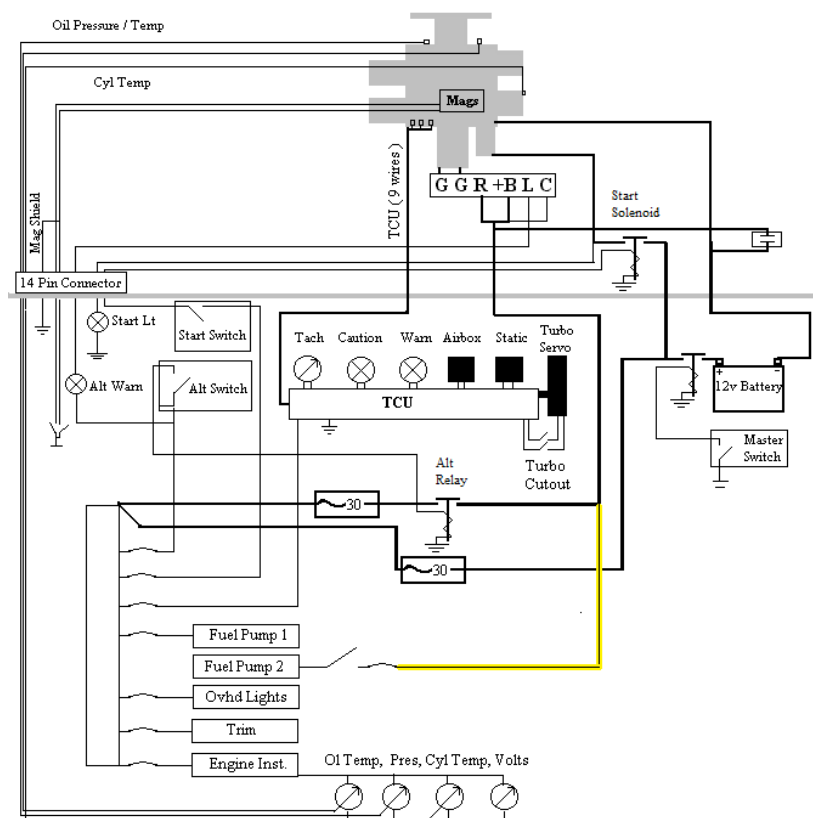 Oil Pressure / Temp
Cyl Temp
Mags
TCU ( 9 wires )
G G R +B L C
Start
Solenoid
Mag Shield
14 Pin Connector
Start Lt
Start Switch
Tach Caution Warn Airbox Static Turbo
Servo
Alt Warn
Alt Switch
TCU
+ -
12v Battery
Master
Switch
Turbo
Cutout
Alt
Relay
30
30
Fuel Pump 1
Fuel Pump 2
Ovhd Lights
Trim
Engine Inst.
Ol Temp, Pres, Cyl Temp, Volts